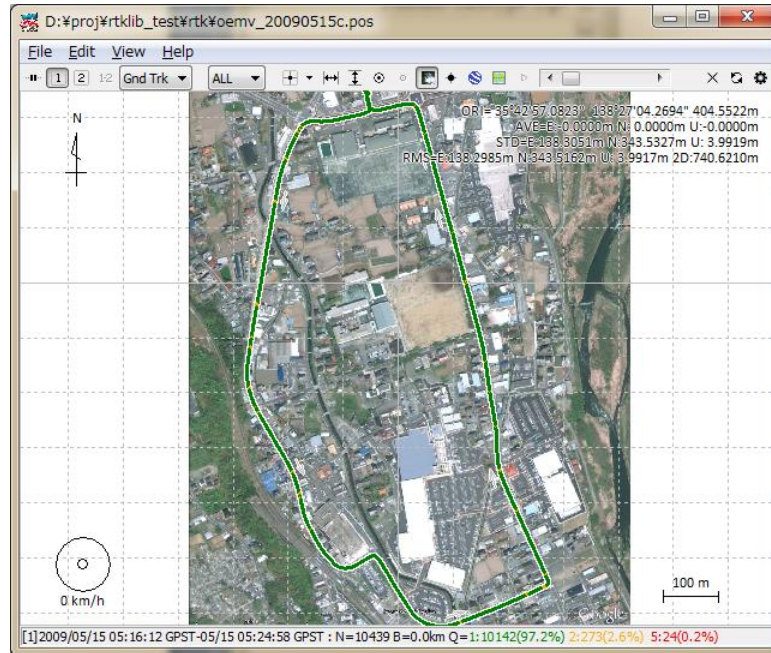 D:¥proj¥rtklib_test¥rtk¥oemv_20090515c.pos
File Edit View Help
1 2 1-2 Gnd Trk ALL
ORI=35°42'57.0823" 138°27'04.2694" 404.5522m
AVE=E:-0.0000m N: 0.0000m U:-0.0000m
STD=E:138.3051m N:343.5327m U: 3.9919m
RMS=E:138.2985m N:343.5162m U: 3.9917m 2D:740.6210m
N
0 km/h
100 m
Google
[1]2009/05/15 05:16:12 GPST-05/15 05:24:58 GPST : N=10439 B=0.0km Q=1:10142(97.2%) 2:273(2.6%) 5:24(0.2%)